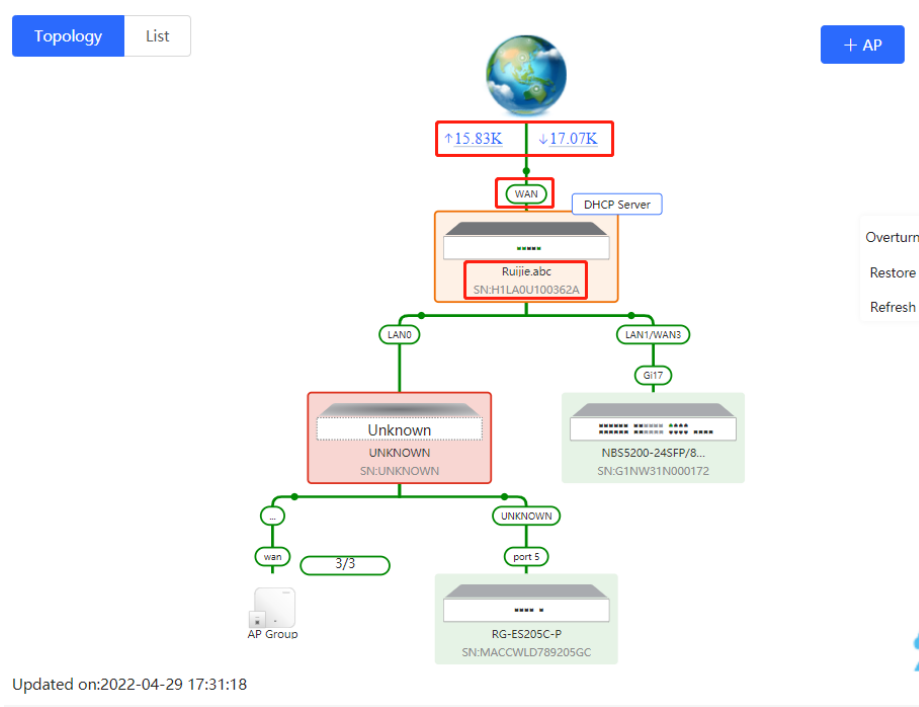 Topology
List
+ AP
↑15.83K ↓17.07K
WAN
DHCP Server
Overturn
Ruijie.abc
Restore
SN:H1LA0U100362A
Refresh
LAN0
LAN1/WAN3
Gi17
Unknown
UNKNOWN
NBS5200-24SFP/8...
SN:UNKNOWN
SN:G1NW31N000172
...
UNKNOWN
wan
3/3
port 5
AP Group
RG-ES205C-P
SN:MACCWLD789205GC
Updated on:2022-04-29 17:31:18